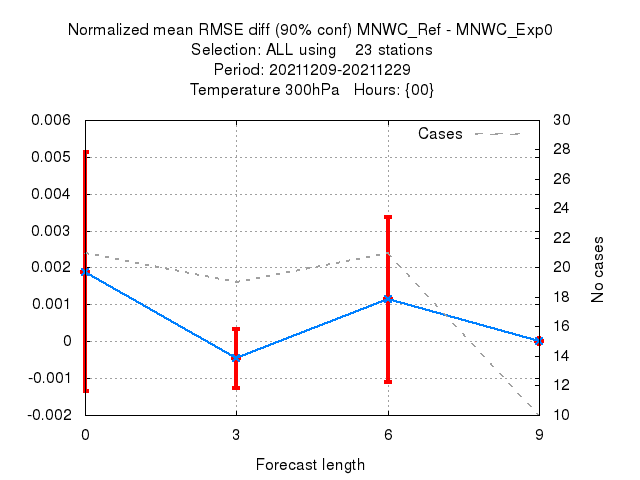 Normalized mean RMSE diff (90% conf) MNWC_Ref - MNWC_Exp0
Selection: ALL using    23 stations
Period: 20211209-20211229
Temperature 300hPa   Hours: {00}
Cases
0.006
0.005
0.004
0.003
0.002
0.001
0
-0.001
-0.002
30
28
26
24
22
20
18
16
14
12
10
No cases
0 3 6 9
Forecast length